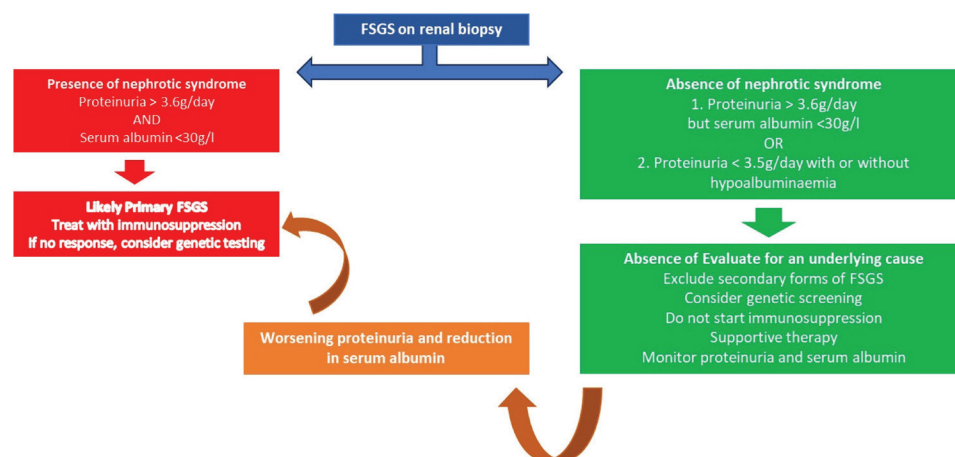 FSGS on renal biopsy
Presence of nephrotic syndrome
Proteinuria > 3.6g/day
AND
Serum albumin <30g/l
Likely Primary FSGS
Treat with immunosuppression
If no response, consider genetic testing
Absence of nephrotic syndrome
1. Proteinuria > 3.6g/day
but serum albumin <30g/l
OR
2. Proteinuria < 3.5g/day with or without
hypoalbuminaemia
Absence of Evaluate for an underlying cause
Exclude secondary forms of FSGS
Consider genetic screening
Do not start immunosuppression
Supportive therapy
Monitor proteinuria and serum albumin
Worsening proteinuria and reduction
in serum albumin